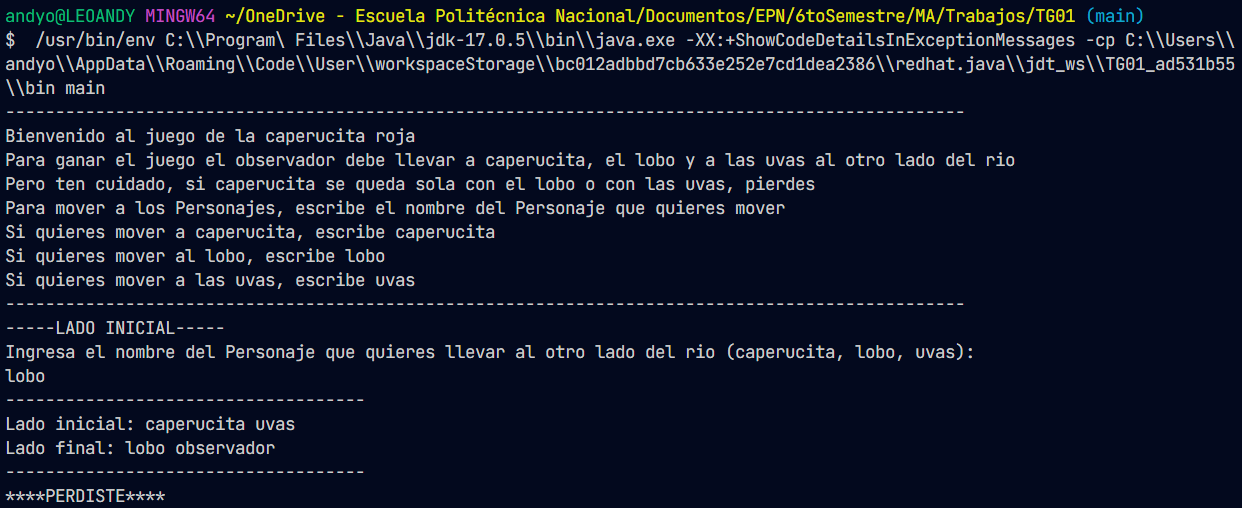 andyo@LEOANDY MINGW64 ~/OneDrive - Escuela Politécnica Nacional/Documentos/EPN/6toSemestre/MA/Trabajos/TG01 (main)
$  /usr/bin/env C:\\Program\ Files\\Java\\jdk-17.0.5\\bin\\java.exe -XX:+ShowCodeDetailsInExceptionMessages -cp C:\\Users\\
andyo\\AppData\\Roaming\\Code\\User\\workspaceStorage\\bc012adbbd7cb633e252e7cd1dea2386\\redhat.java\\jdt_ws\\TG01_ad531b55
\\bin main
------------------------------------------------------------------------------------------------
Bienvenido al juego de la caperucita roja
Para ganar el juego el observador debe llevar a caperucita, el lobo y a las uvas al otro lado del rio
Pero ten cuidado, si caperucita se queda sola con el lobo o con las uvas, pierdes
Para mover a los Personajes, escribe el nombre del Personaje que quieres mover
Si quieres mover a caperucita, escribe caperucita
Si quieres mover al lobo, escribe lobo
Si quieres mover a las uvas, escribe uvas
------------------------------------------------------------------------------------------------
-----LADO INICIAL-----
Ingresa el nombre del Personaje que quieres llevar al otro lado del rio (caperucita, lobo, uvas):
lobo
------------------------------------
Lado inicial: caperucita uvas
Lado final: lobo observador
------------------------------------
****PERDISTE****